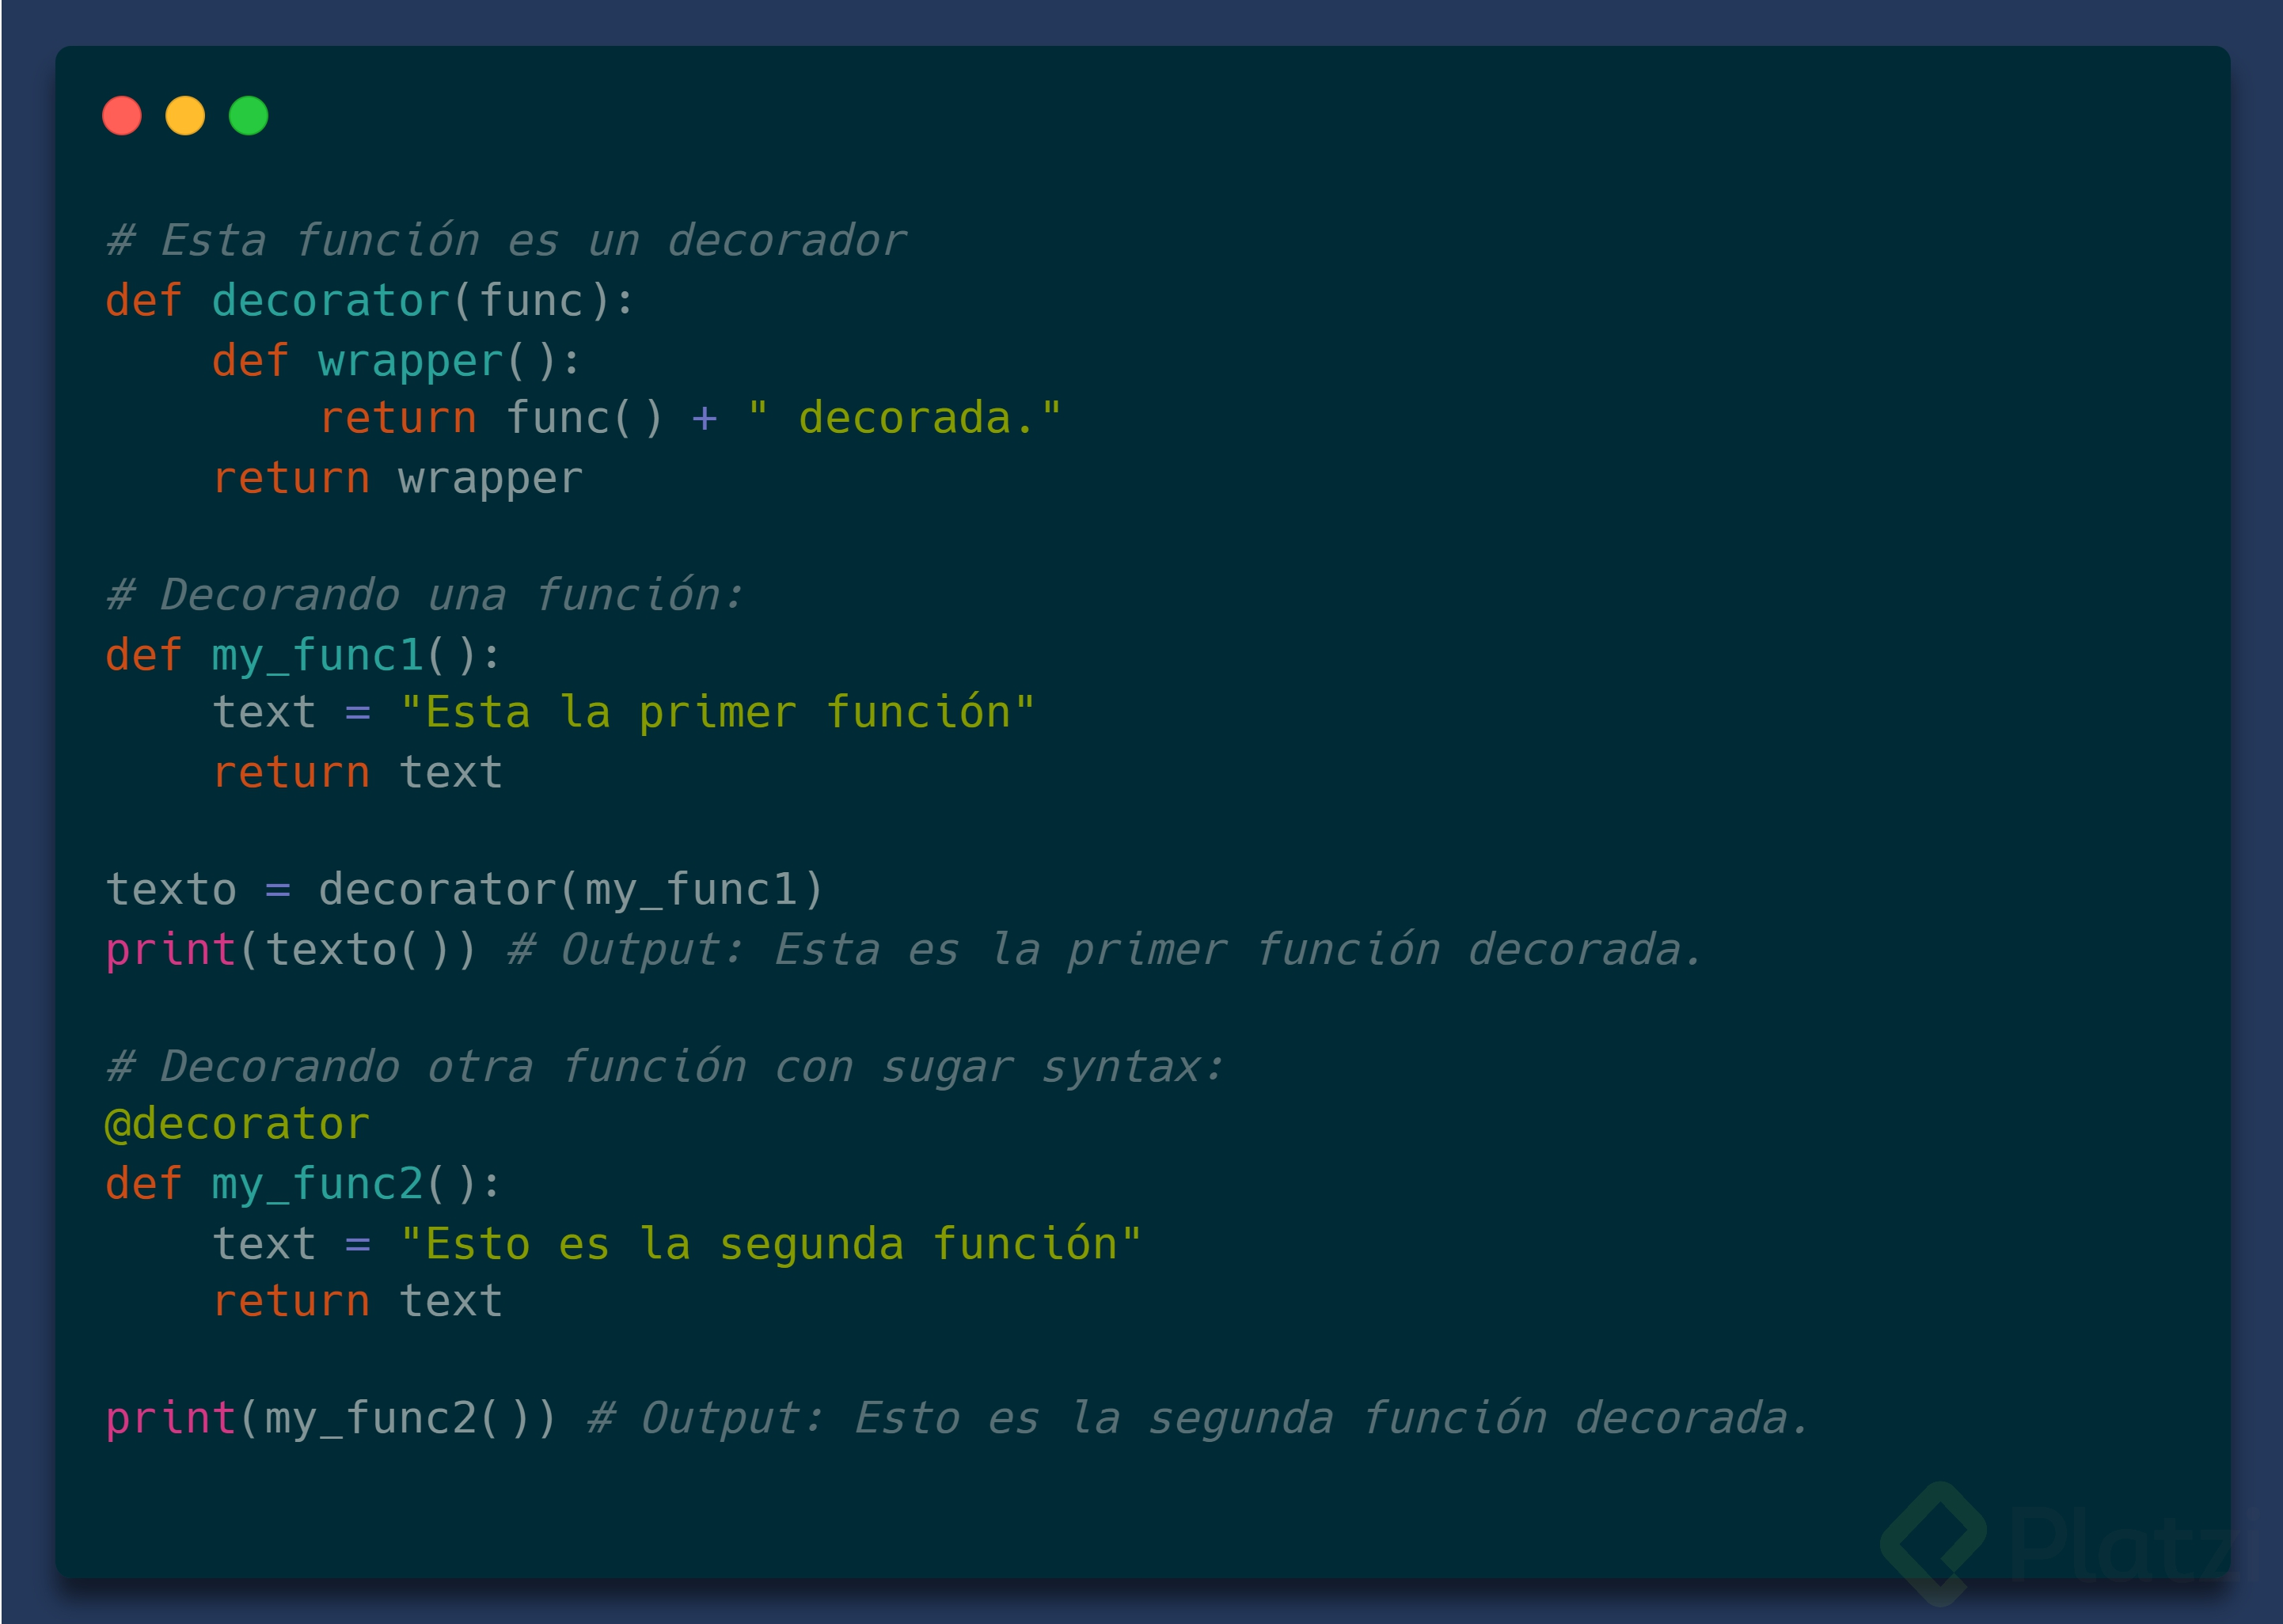 # Esta función es un decorador
def decorator(func):
    def wrapper():
        return func() + " decorada."
    return wrapper

# Decorando una función:
def my_func1():
    text = "Esta la primer función"
    return text

texto = decorator(my_func1)
print(texto()) # Output: Esta es la primer función decorada.

# Decorando otra función con sugar syntax:
@decorator
def my_func2():
    text = "Esto es la segunda función"
    return text

print(my_func2()) # Output: Esto es la segunda función decorada.
Platzi